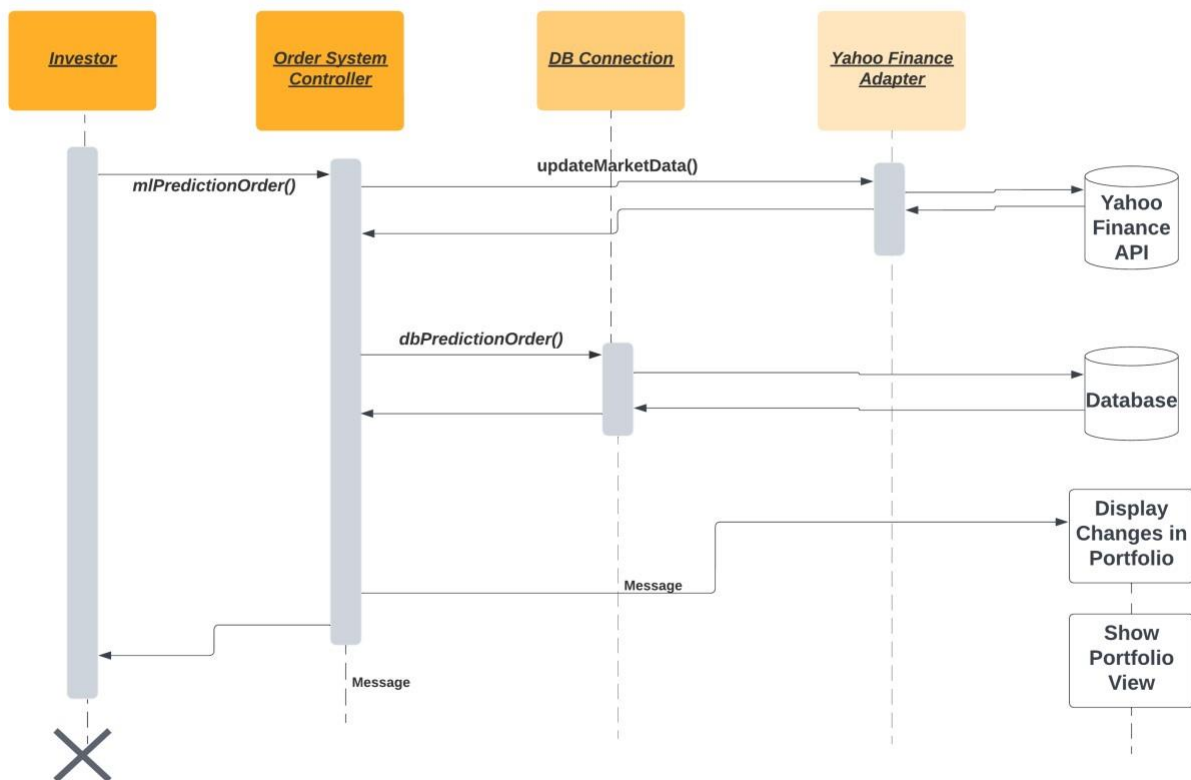 Investor
Order System
Controller
DB Connection
Yahoo Finance
Adapter
mlPredictionOrder()
updateMarketData()
Yahoo
Finance
API
dbPredictionOrder()
Database
Display
Changes in
Portfolio
Message
Show
Portfolio
View
Message